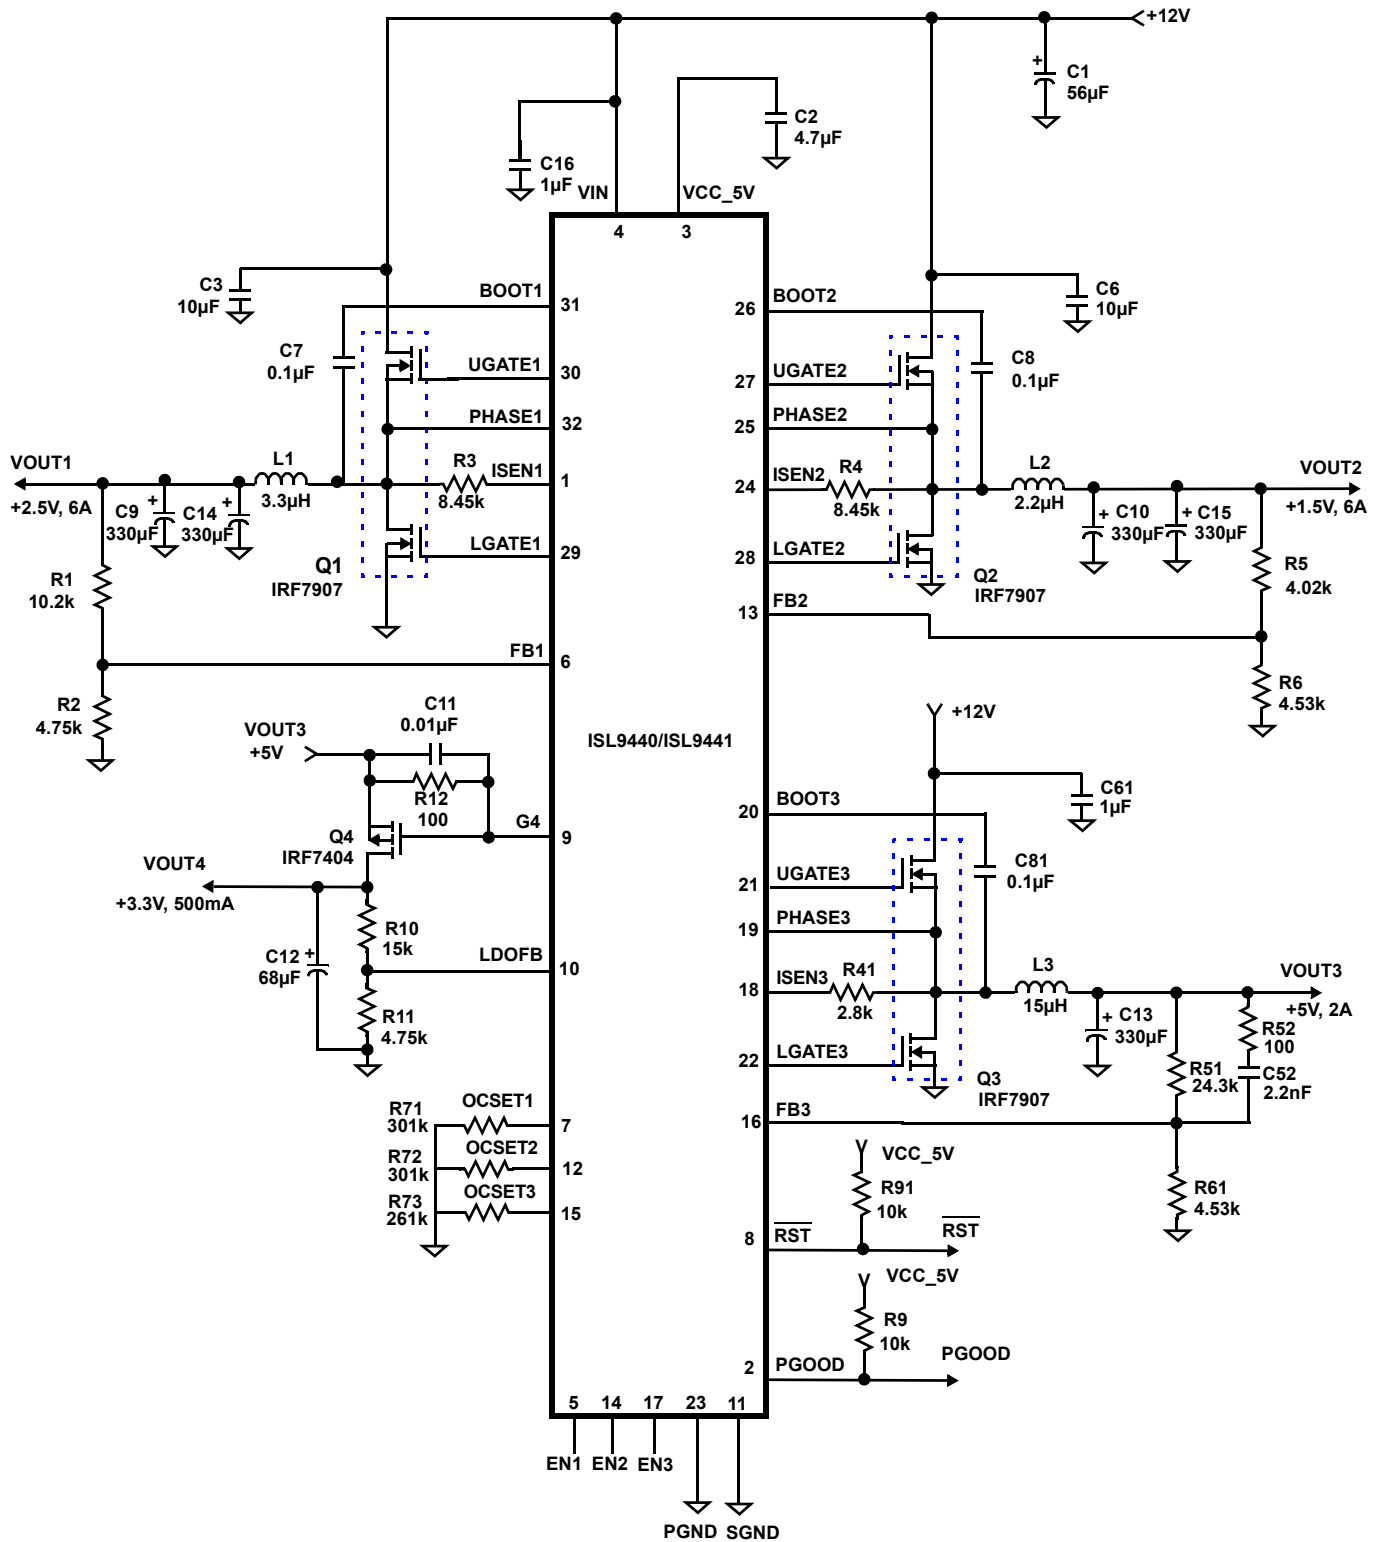 +12V
C1
56µF
C2
4.7µF
C16
1µF
VIN
VCC_5V
4
3
C3
10µF
BOOT1
31
C7
0.1µF
UGATE1
30
PHASE1
32
VOUT1
+2.5V, 6A
L1
3.3µH
R3
8.45k
ISEN1
1
C9
330µF
C14
330µF
LGATE1
29
Q1
IRF7907
R1
10.2k
FB1
6
R2
4.75k
26
BOOT2
C6
10µF
C8
0.1µF
27
UGATE2
25
PHASE2
24
ISEN2
R4
8.45k
L2
2.2µH
VOUT2
+1.5V, 6A
C10
330µF
C15
330µF
28
LGATE2
Q2
IRF7907
R5
4.02k
13
FB2
R6
4.53k
ISL9440/ISL9441
VOUT3
+5V
C11
0.01µF
R12
100
G4
9
Q4
IRF7404
VOUT4
+3.3V, 500mA
R10
15k
C12
68µF
LDOFB
10
R11
4.75k
+12V
C61
1µF
20
BOOT3
C81
0.1µF
21
UGATE3
19
PHASE3
18
ISEN3
R41
2.8k
L3
15µH
VOUT3
+5V, 2A
C13
330µF
R52
100
R51
24.3k
C52
2.2nF
22
LGATE3
Q3
IRF7907
16
FB3
R61
4.53k
R71
301k
OCSET1
7
R72
301k
OCSET2
12
R73
261k
OCSET3
15
VCC_5V
R91
10k
8
RST
RST
VCC_5V
R9
10k
2
PGOOD
PGOOD
5
14
17
23
11
EN1
EN2
EN3
PGND
SGND
+
+
+
+
+
+
+